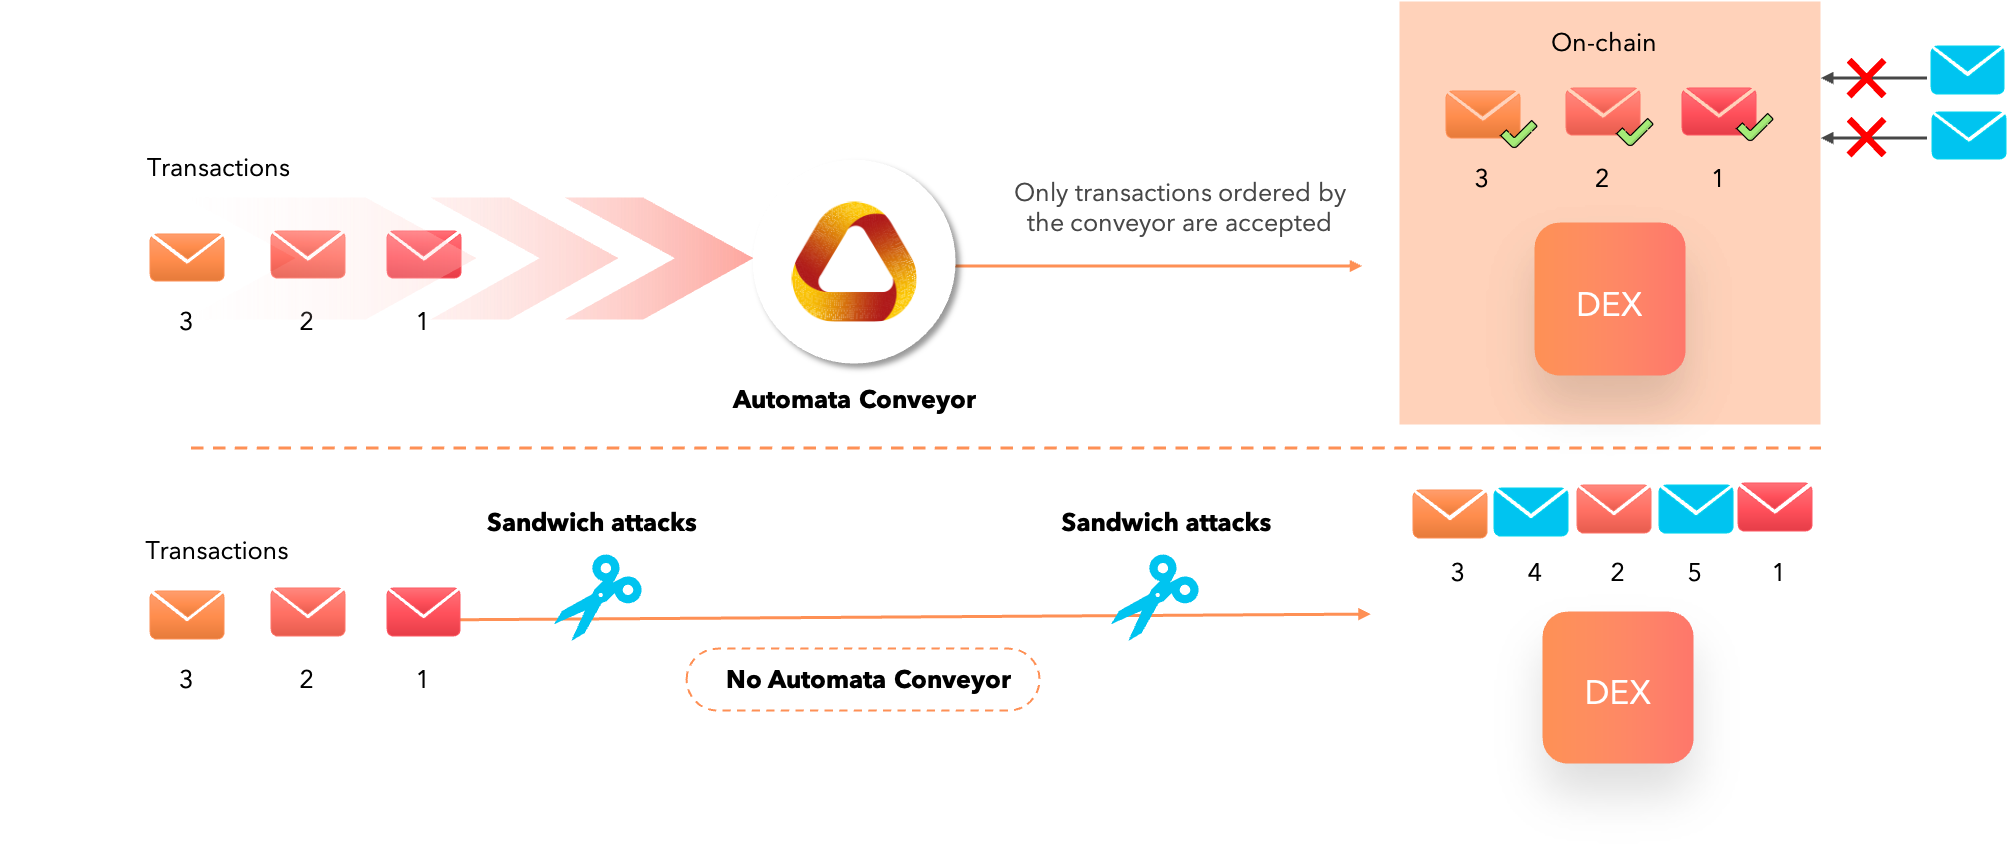 On-chain
3 2 1
Transactions
Only transactions ordered by
the conveyor are accepted
3 2 1
DEX
Automata Conveyor
Sandwich attacks
Sandwich attacks
Transactions
3 4 2 5 1
3 2 1
No Automata Conveyor
DEX